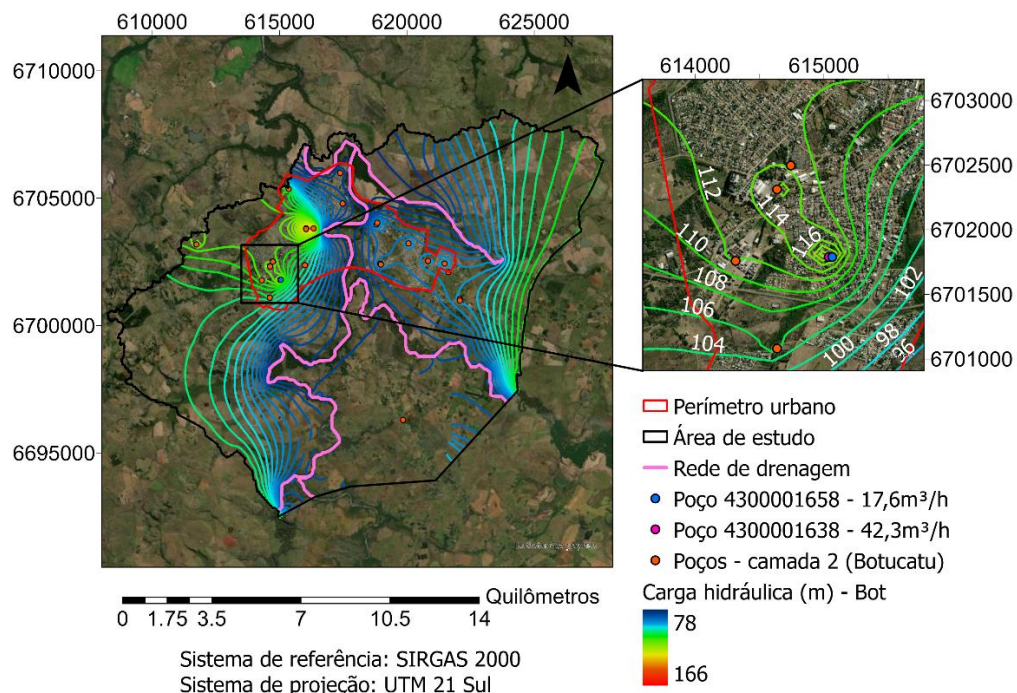 610000 615000 620000 625000
6710000
6705000
6700000
6695000
N
614000 615000
6703000
6702500
6702000
6701500
6701000
112
114
116
110
108
106
104
102
100
98
96
Perímetro urbano
Área de estudo
Rede de drenagem
Poço 4300001658 - 17,6m³/h
Poço 4300001638 - 42,3m³/h
Poços - camada 2 (Botucatu)
Carga hidráulica (m) - Bot
78
166
Quilômetros
0 1.75 3.5 7 10.5 14
Sistema de referência: SIRGAS 2000
Sistema de projeção: UTM 21 Sul